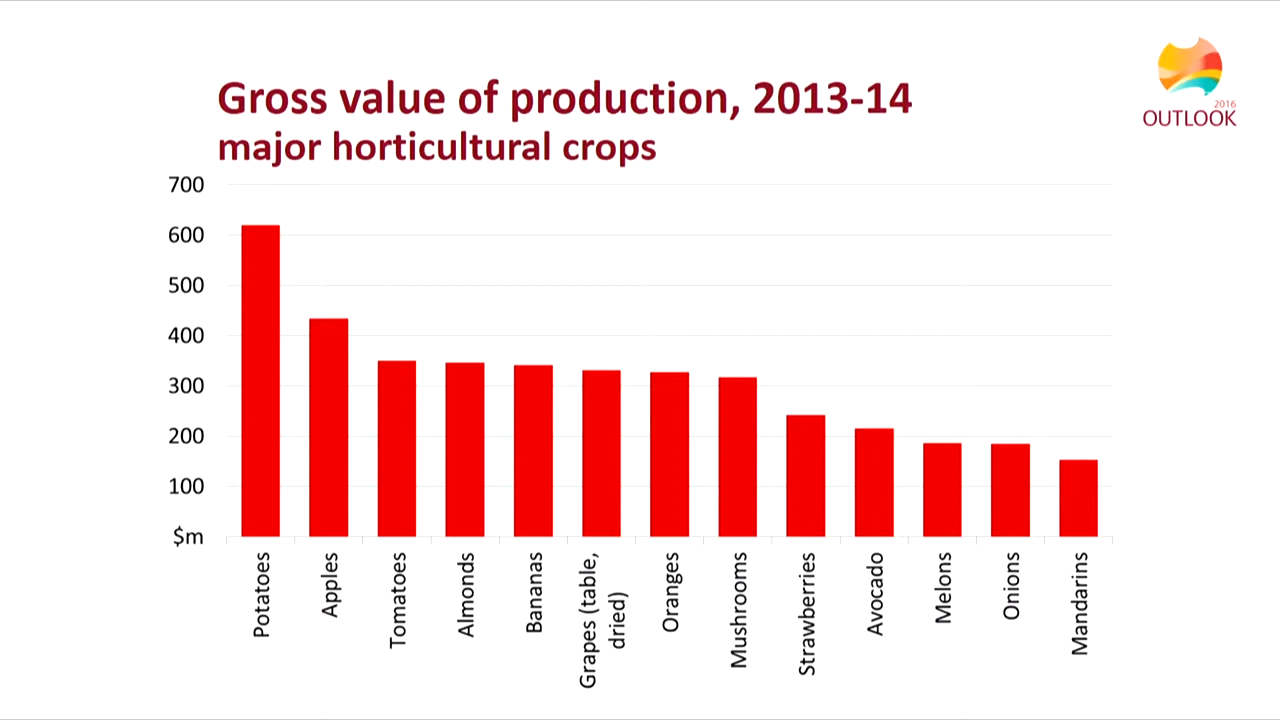 Gross value of production, 2013-14
major horticultural crops
2016
OUTLOOK
700
600
500
400
300
200
100
$m
Potatoes
Apples
Tomatoes
Almonds
Bananas
Grapes (table,
dried)
Oranges
Mushrooms
Strawberries
Avocado
Melons
Onions
Mandarins